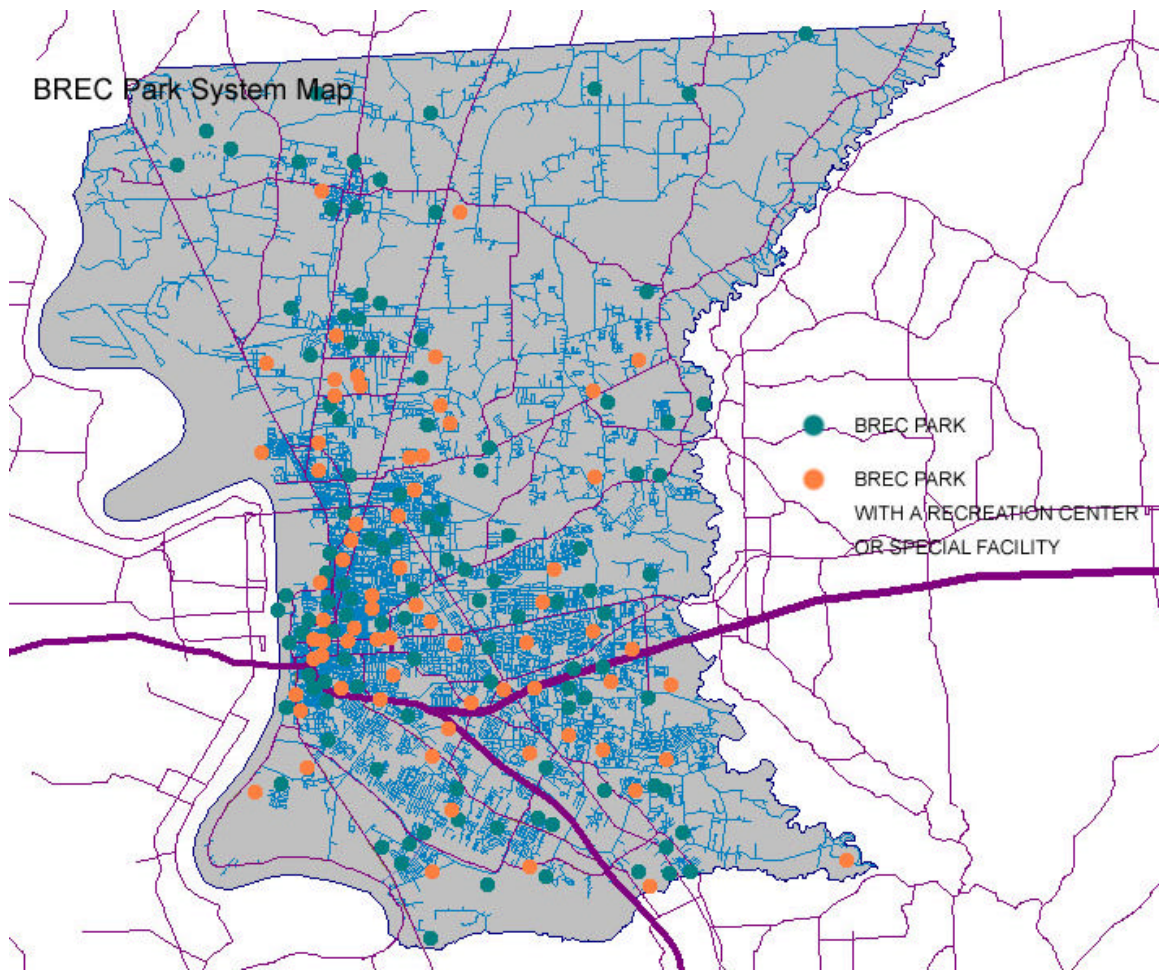 BREC Park System Map
BREC PARK
BREC PARK
WITH A RECREATION CENTER
OR SPECIAL FACILITY